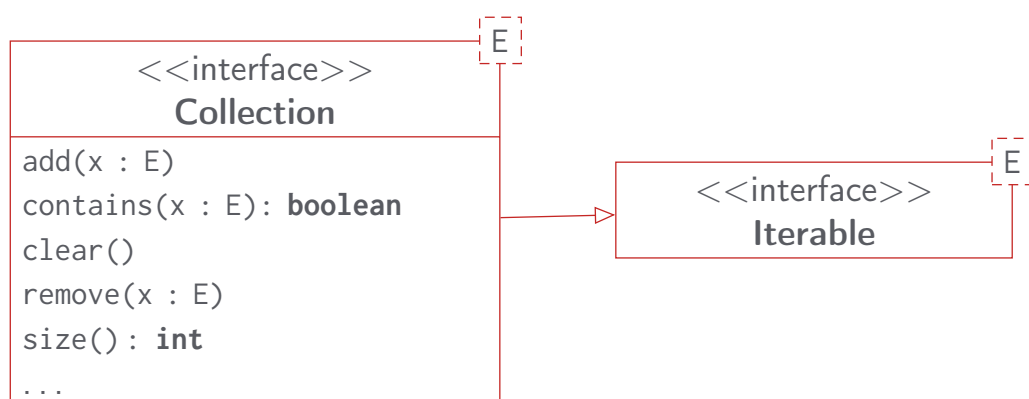 E
<<interface>>
Collection
add(x : E)
contains(x : E): boolean
clear()
remove(x : E)
size() : int
...
E
<<interface>>
Iterable